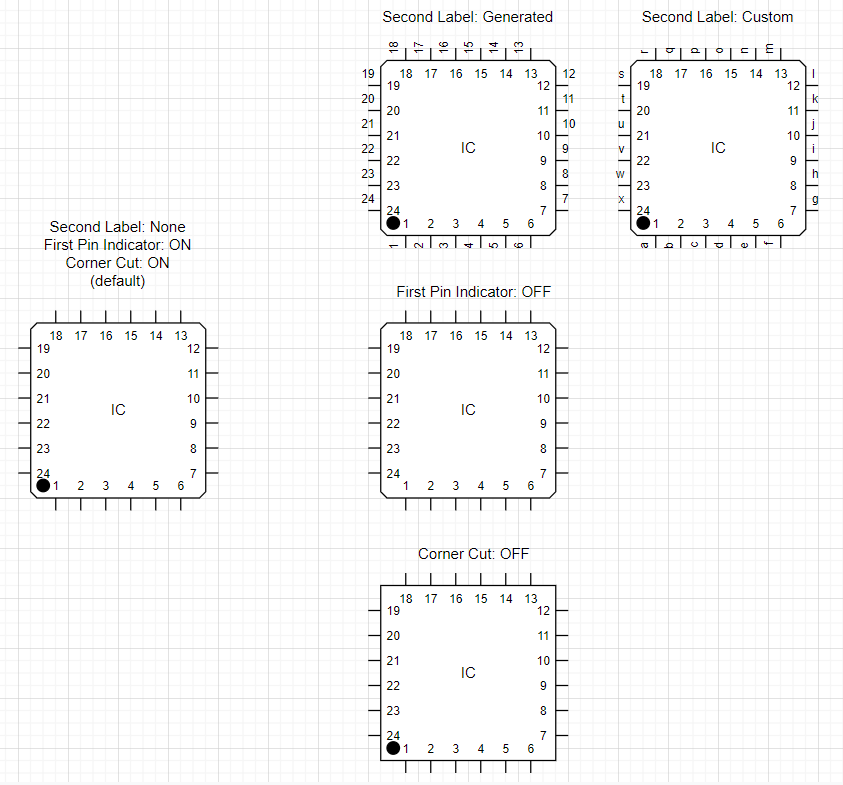 Second Label: Generated
18 17 16 15 14 13
19 18 17 16 15 14 13 12
19 12
20 20 11 11
21 21 10 10
22 22 IC 9 9
23 23 8 8
24 24 7 7
1 2 3 4 5 6
1 2 3 4 5 6
Second Label: Custom
r q p o n m
s 18 17 16 15 14 13 l
19 12
t 20 11 k
u 21 10 j
v 22 IC 9 i
w 23 8 h
x 24 7 g
1 2 3 4 5 6
a b c d e f
Second Label: None
First Pin Indicator: ON
Corner Cut: ON
(default)
18 17 16 15 14 13
19 12
20 11
21 10
IC
22 9
23 8
24 7
1 2 3 4 5 6
First Pin Indicator: OFF
18 17 16 15 14 13
19 12
20 11
21 10
IC
22 9
23 8
24 7
1 2 3 4 5 6
Corner Cut: OFF
18 17 16 15 14 13
19 12
20 11
21 10
IC
22 9
23 8
24 7
1 2 3 4 5 6